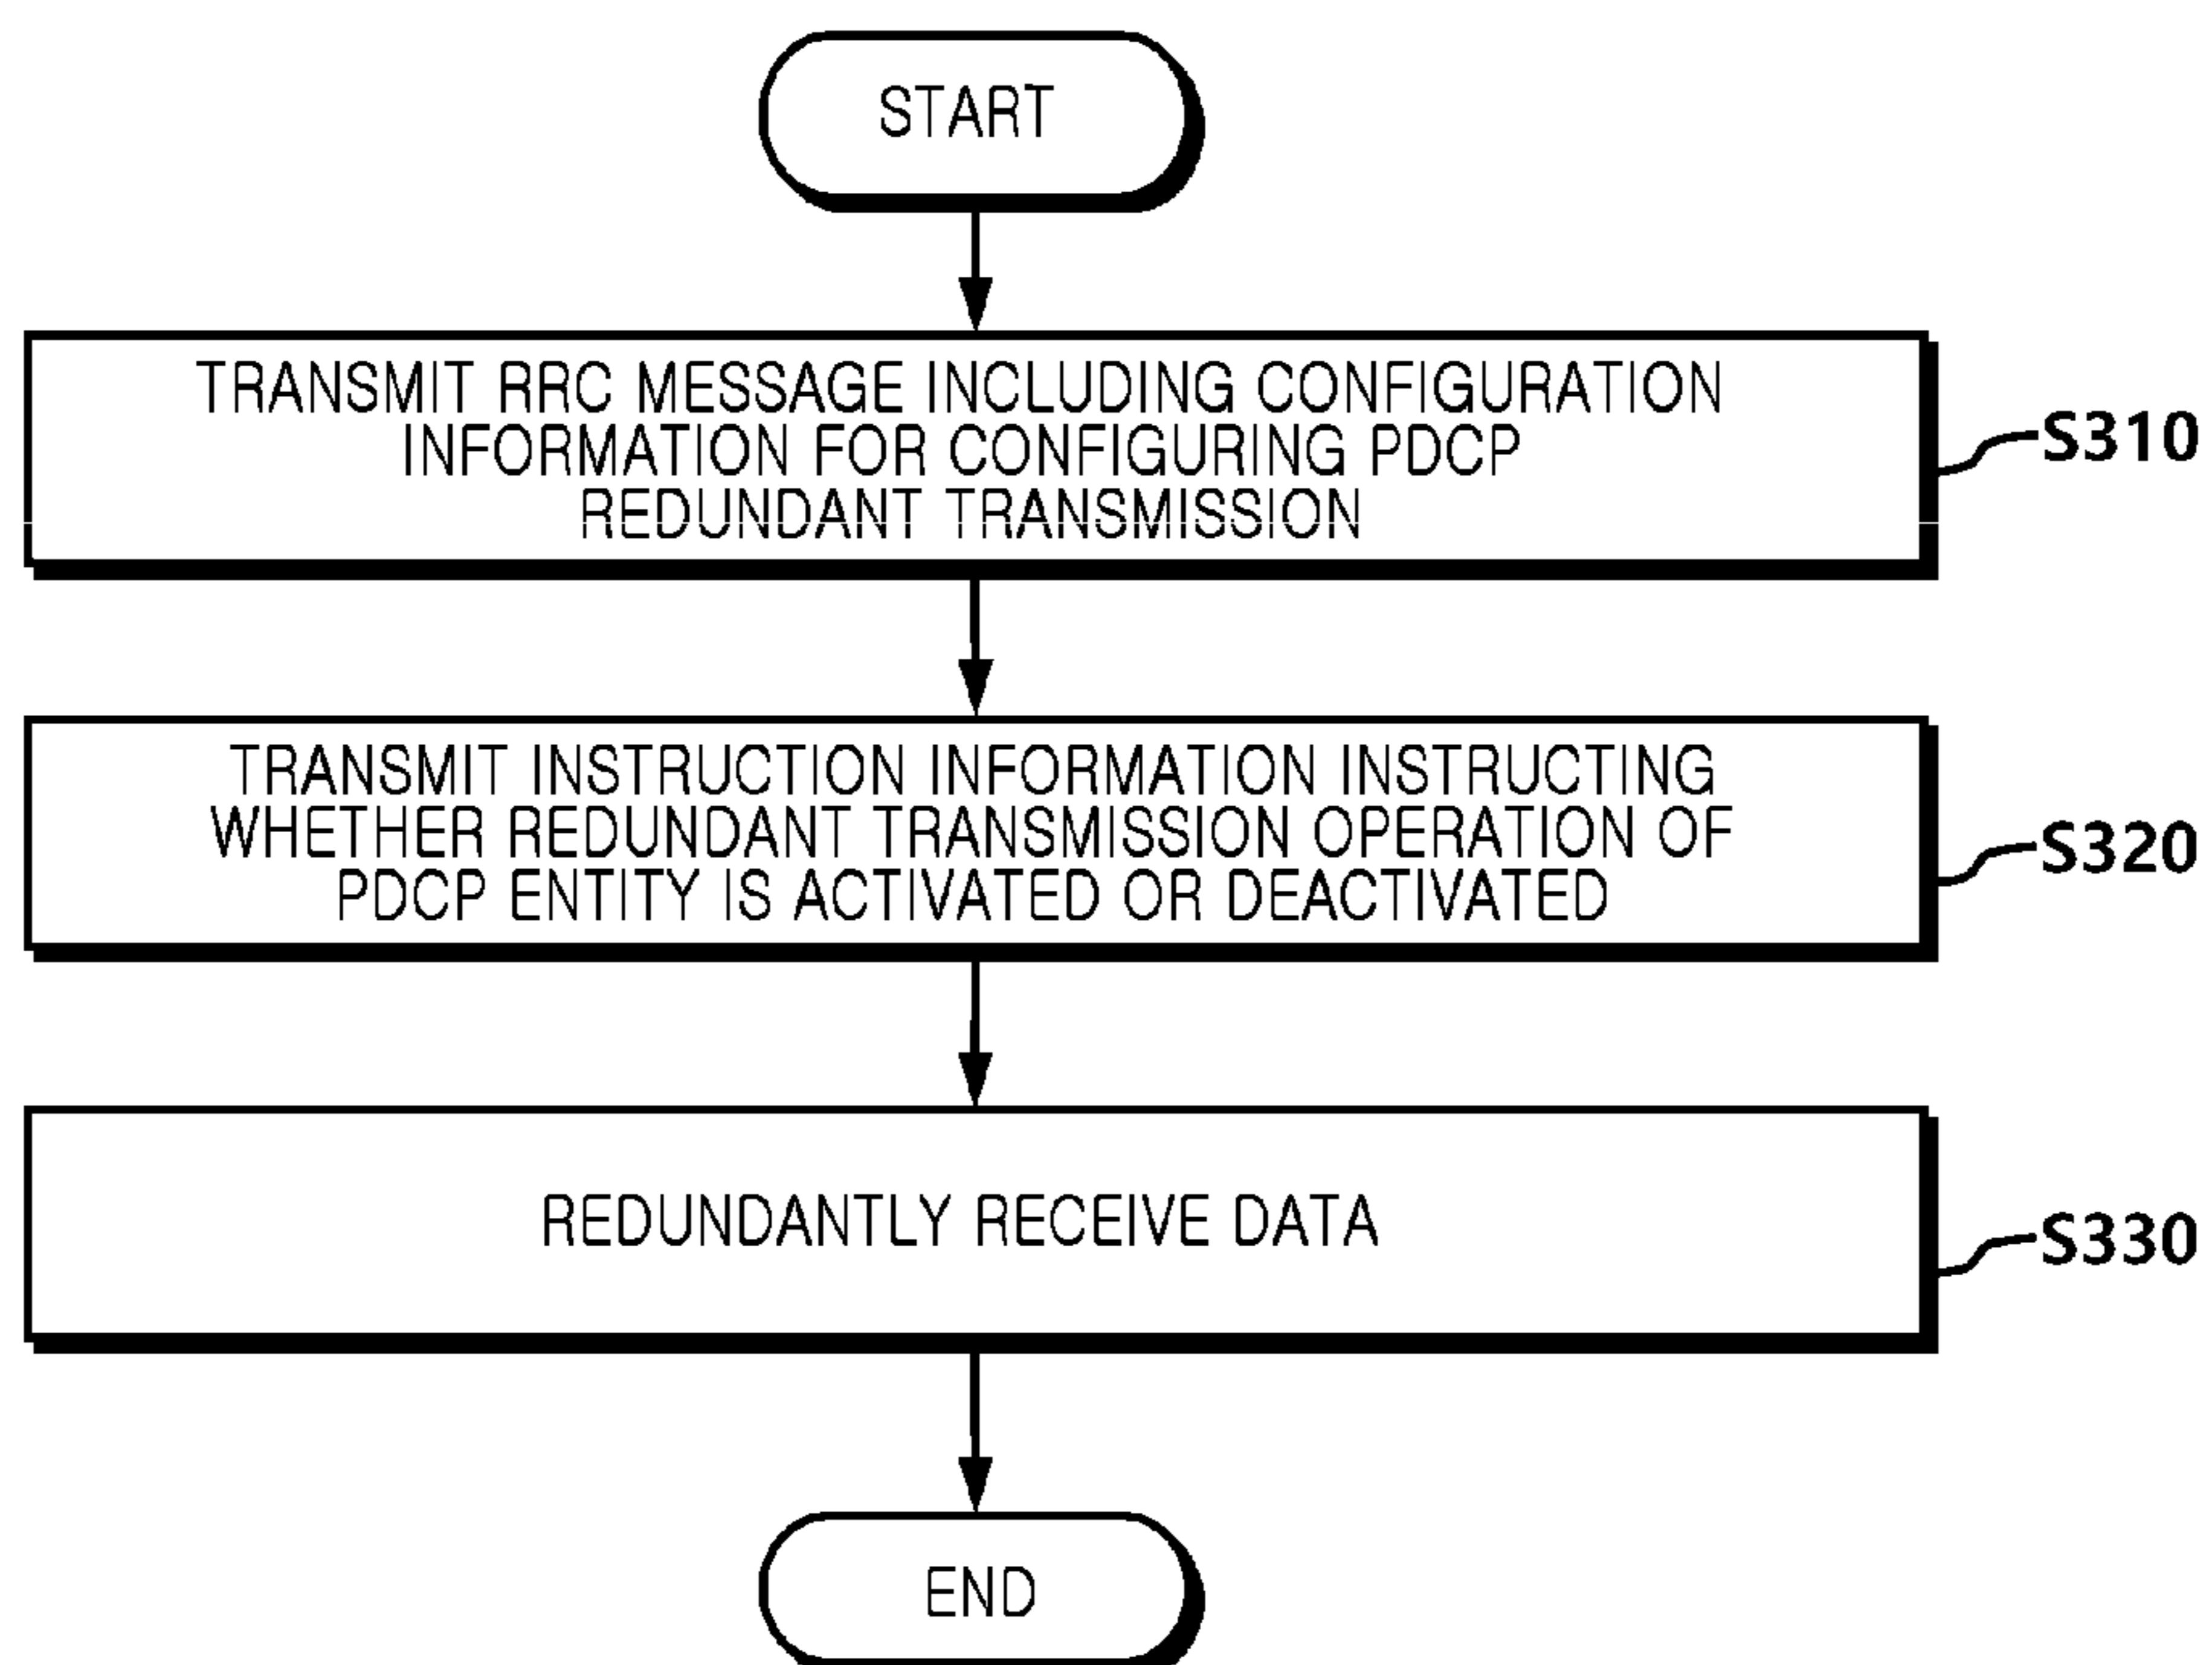 START
TRANSMIT RRC MESSAGE INCLUDING CONFIGURATION
INFORMATION FOR CONFIGURING PDCP
REDUNDANT TRANSMISSION
S310
TRANSMIT INSTRUCTION INFORMATION INSTRUCTING
WHETHER REDUNDANT TRANSMISSION OPERATION OF
PDCP ENTITY IS ACTIVATED OR DEACTIVATED
S320
REDUNDANTLY RECEIVE DATA
S330
END